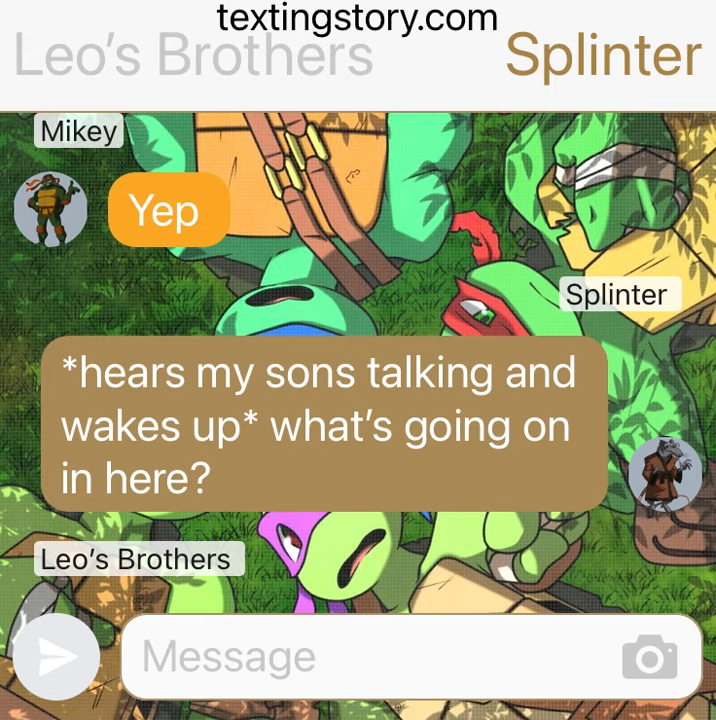 textingstory.com
Leo’s Brothers Splinter
Mikey
Yep
Splinter
*hears my sons talking and
wakes up* what’s going on
in here?
Leo’s Brothers
Message